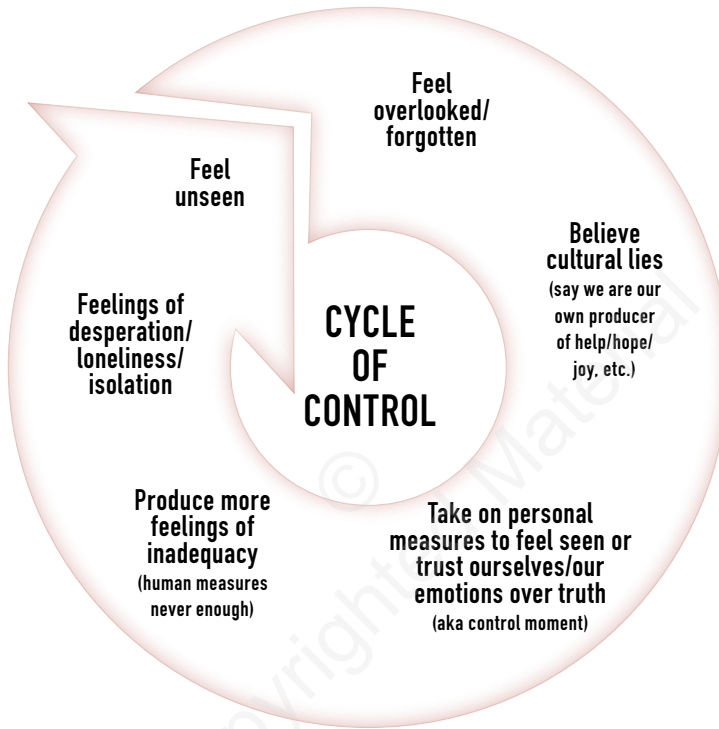 Feel
overlooked/
forgotten
Believe
cultural lies
(say we are our
own producer
of help/hope/
joy, etc.)
Take on personal
measures to feel seen or
trust ourselves/our
emotions over truth
(aka control moment)
Produce more
feelings of
inadequacy
(human measures
never enough)
Feelings of
desperation/
loneliness/
isolation
Feel
unseen
CYCLE
OF
CONTROL
© Copyrighted Material